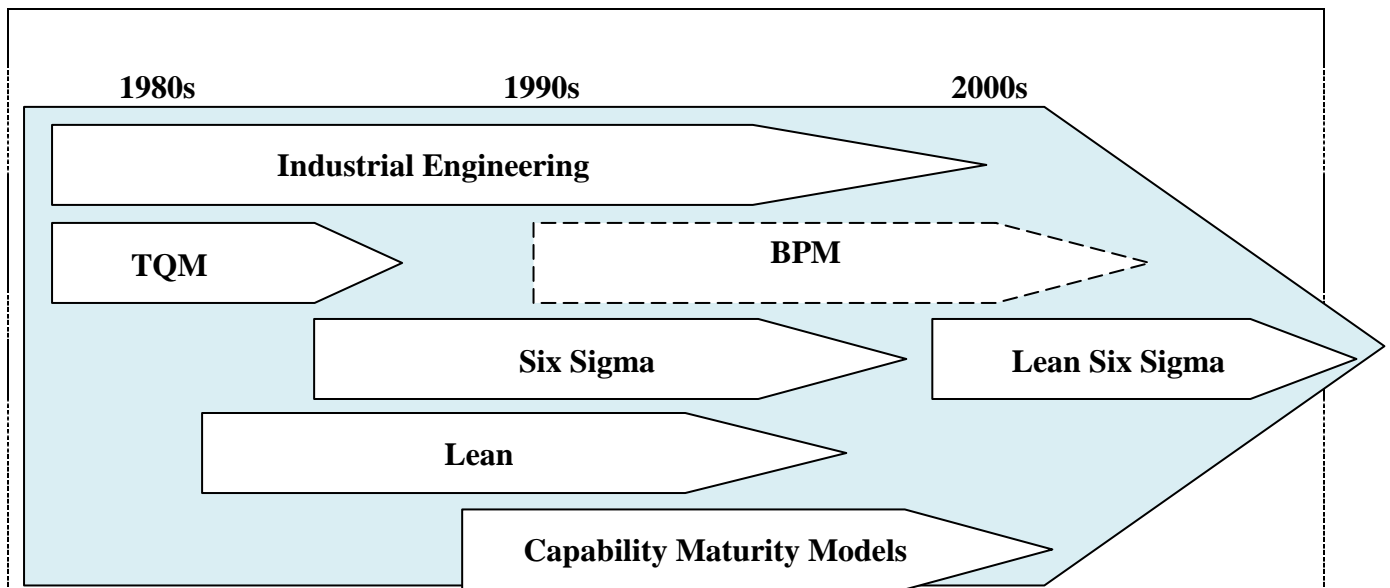 1980s 1990s 2000s
Industrial Engineering
TQM
BPM
Six Sigma
Lean Six Sigma
Lean
Capability Maturity Models